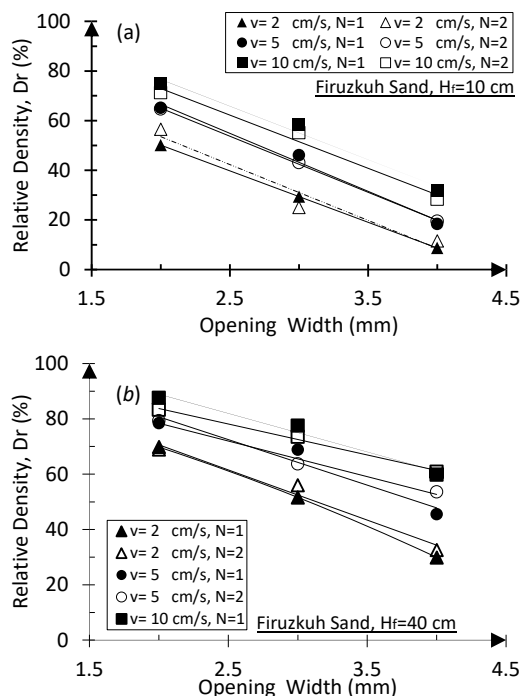 (a)
v= 2 cm/s, N=1 v= 2 cm/s, N=2
v= 5 cm/s, N=1 v= 5 cm/s, N=2
v= 10 cm/s, N=1 v= 10 cm/s, N=2
Firuzkuh Sand, Hf=10 cm
Relative Density, Dr (%)
100
80
60
40
20
0
1.5 2.5 3.5 4.5
Opening Width (mm)
(b)
Relative Density, Dr (%)
100
80
60
40
20
0
v= 2 cm/s, N=1
v= 2 cm/s, N=2
v= 5 cm/s, N=1
v= 5 cm/s, N=2
v= 10 cm/s, N=1
Firuzkuh Sand, Hf=40 cm
1.5 2.5 3.5 4.5
Opening Width (mm)